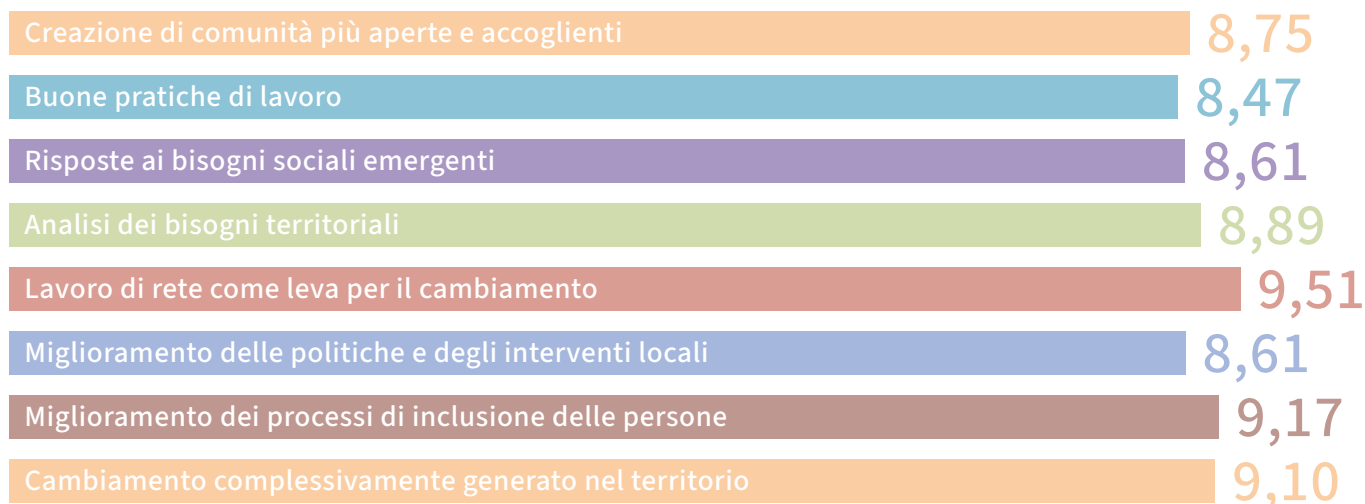 Creazione di comunità più aperte e accoglienti 8,75
Buone pratiche di lavoro 8,47
Risposte ai bisogni sociali emergenti 8,61
Analisi dei bisogni territoriali 8,89
Lavoro di rete come leva per il cambiamento 9,51
Miglioramento delle politiche e degli interventi locali 8,61
Miglioramento dei processi di inclusione delle persone 9,17
Cambiamento complessivamente generato nel territorio 9,10